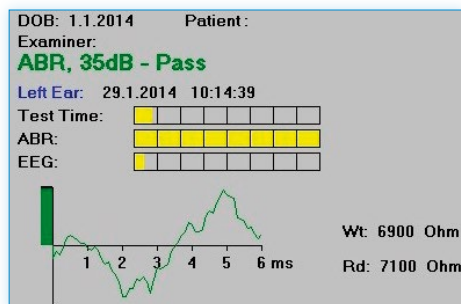 DOB: 1.1.2014 Patient:
Examiner:
ABR, 35dB - Pass
Left Ear: 29.1.2014 10:14:39
Test Time:
ABR:
EEG:
1 2 3 4 5 6 ms
Wt: 6900 Ohm
Rd: 7100 Ohm